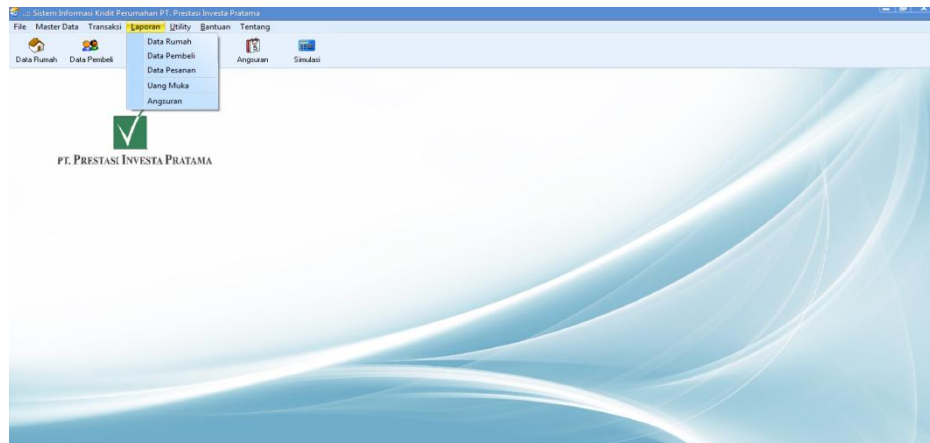 ..:: Sistem Informasi Kridit Perumahan PT. Prestasi Investa Pratama
File Master Data Transaksi Laporan Utility Bantuan Tentang
Data Rumah Data Pembeli Angsuran Simulasi
Data Rumah
Data Pembeli
Data Pesanan
Uang Muka
Angsuran
PT. PRESTASI INVESTA PRATAMA